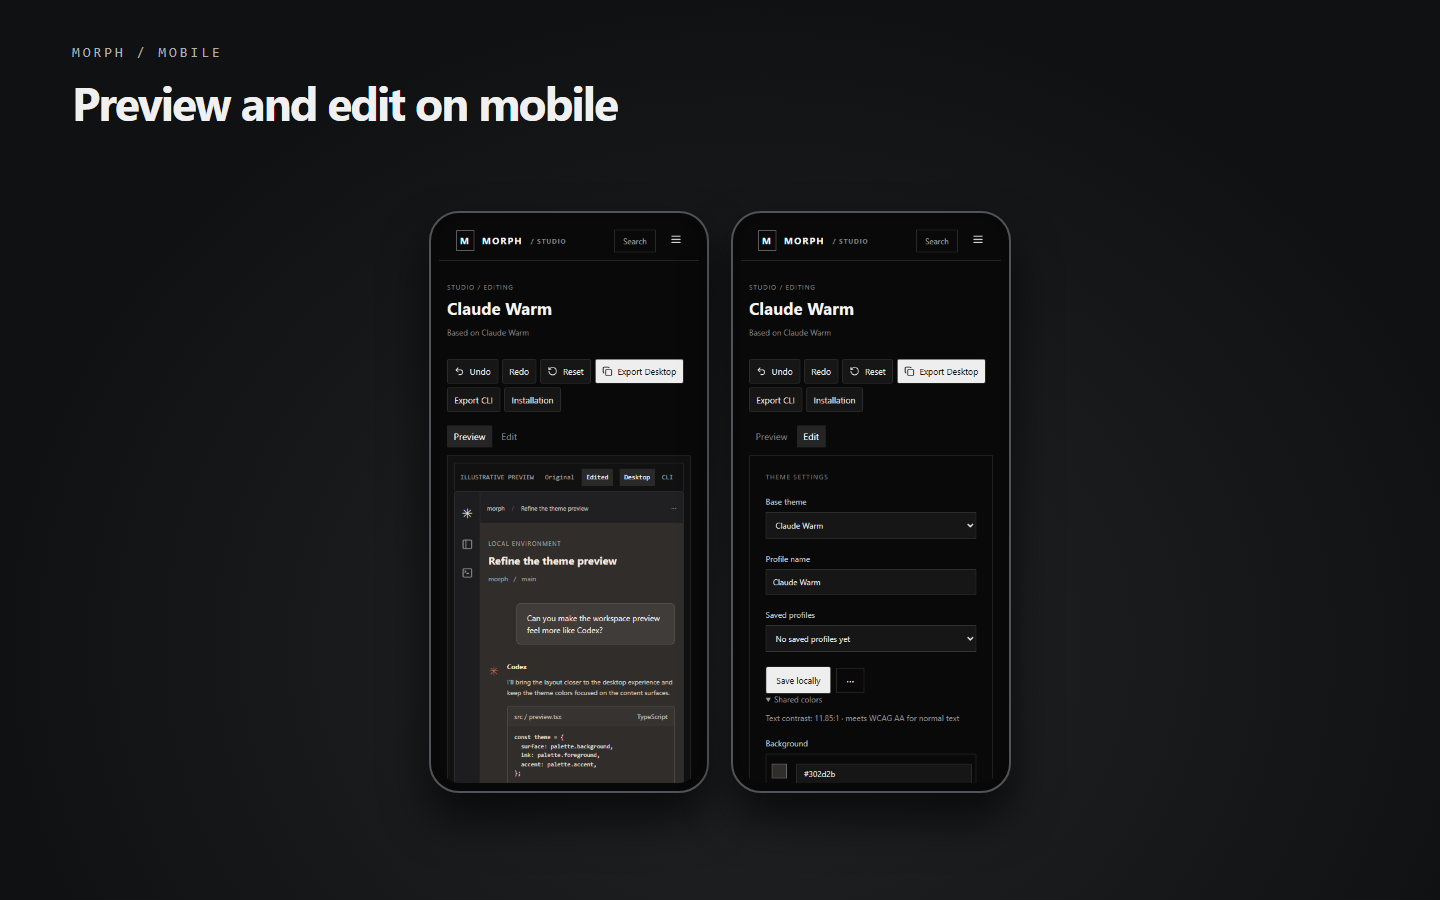 MORPH / MOBILE
Preview and edit on mobile
M MORPH / STUDIO Search
STUDIO / EDITING
Claude Warm
Based on Claude Warm
Undo Redo Reset Export Desktop
Export CLI Installation
Preview Edit
ILLUSTRATIVE PREVIEW Original Edited Desktop CLI
morph / Refine the theme preview ...
LOCAL ENVIRONMENT
Refine the theme preview
morph / main
Can you make the workspace preview
feel more like Codex?
Codex
I'll bring the layout closer to the desktop experience and
keep the theme colors focused on the content surfaces.
src / preview.tsx TypeScript
const theme = {
surface: palette.background,
ink: palette.foreground,
accent: palette.accent,
};
M MORPH / STUDIO Search
STUDIO / EDITING
Claude Warm
Based on Claude Warm
Undo Redo Reset Export Desktop
Export CLI Installation
Preview Edit
THEME SETTINGS
Base theme
Claude Warm
Profile name
Claude Warm
Saved profiles
No saved profiles yet
Save locally ...
▼ Shared colors
Text contrast: 11.85:1 · meets WCAG AA for normal text
Background
#302d2b